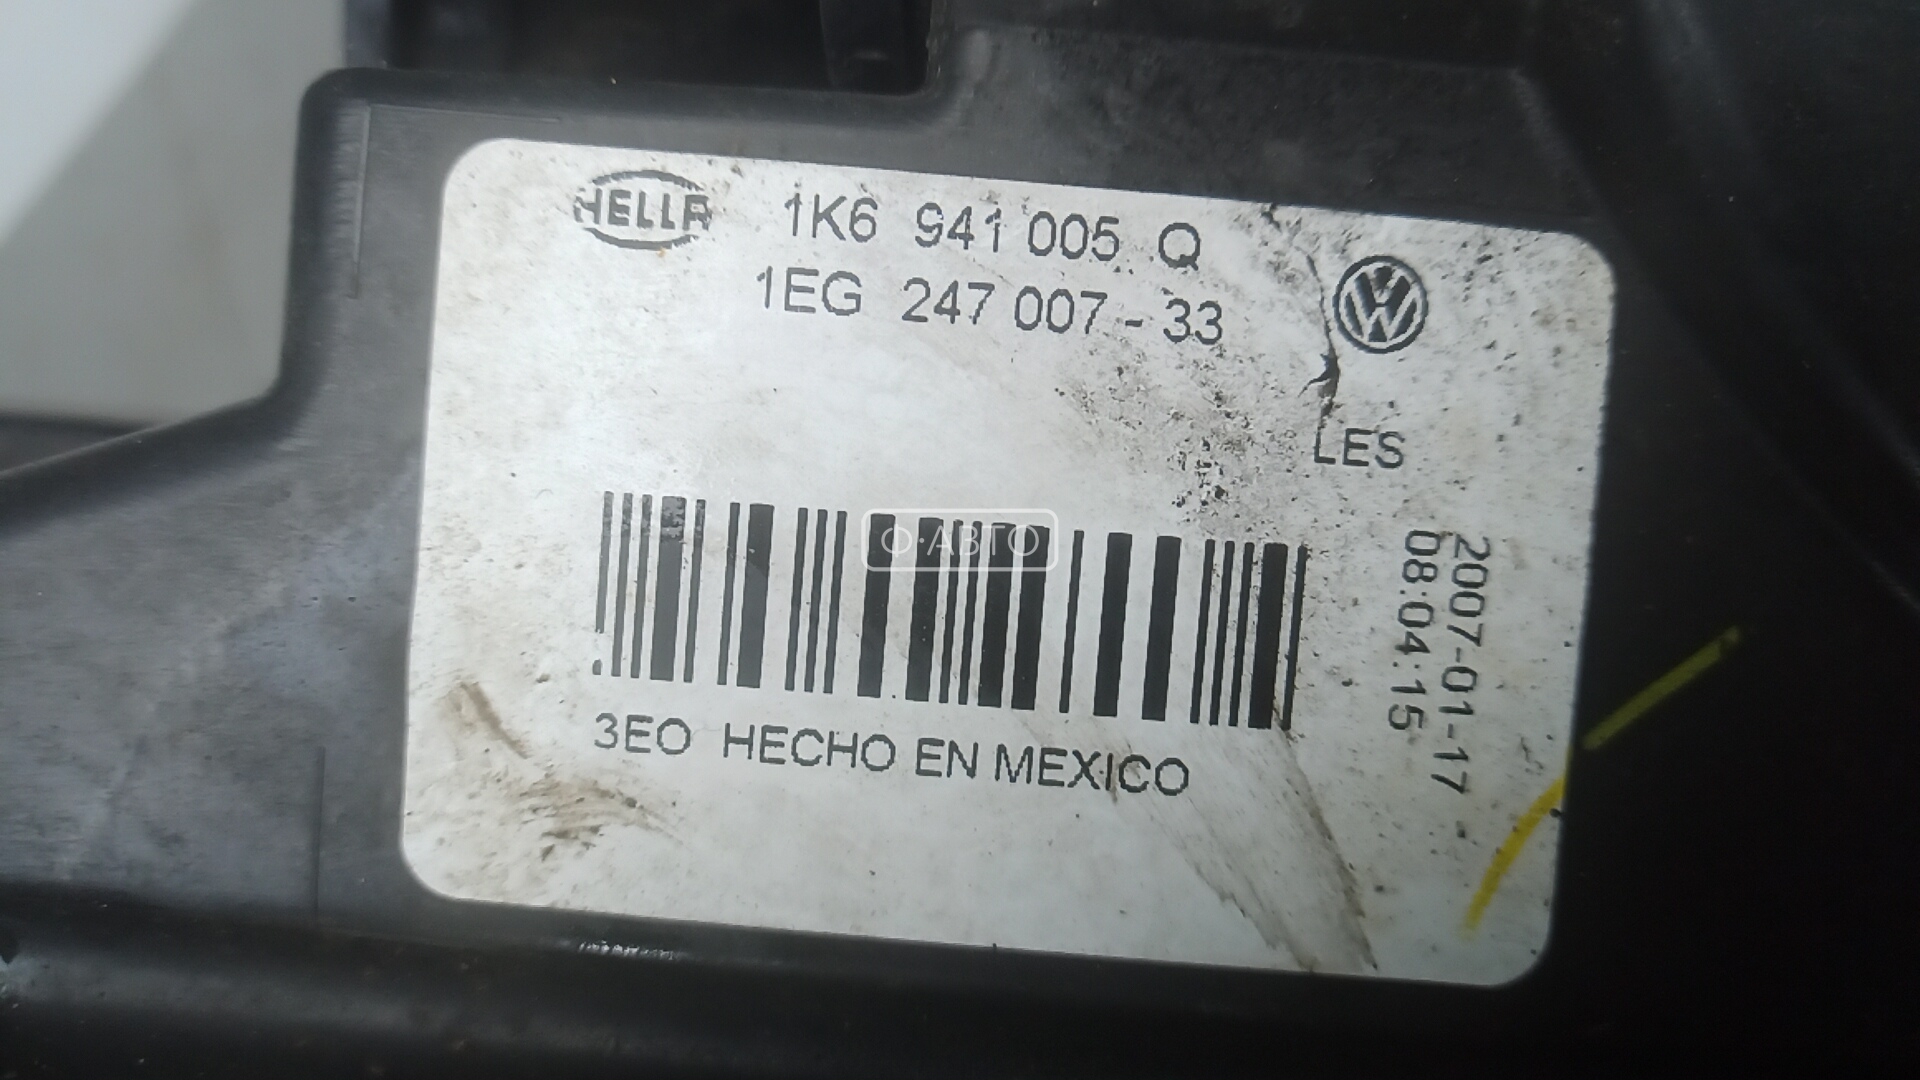 HELLA 1K6 941 005 Q
1EG 247 007-33
LES
2007-01-17
08:04:15
ф·АВТО
3EO HECHO EN MEXICO